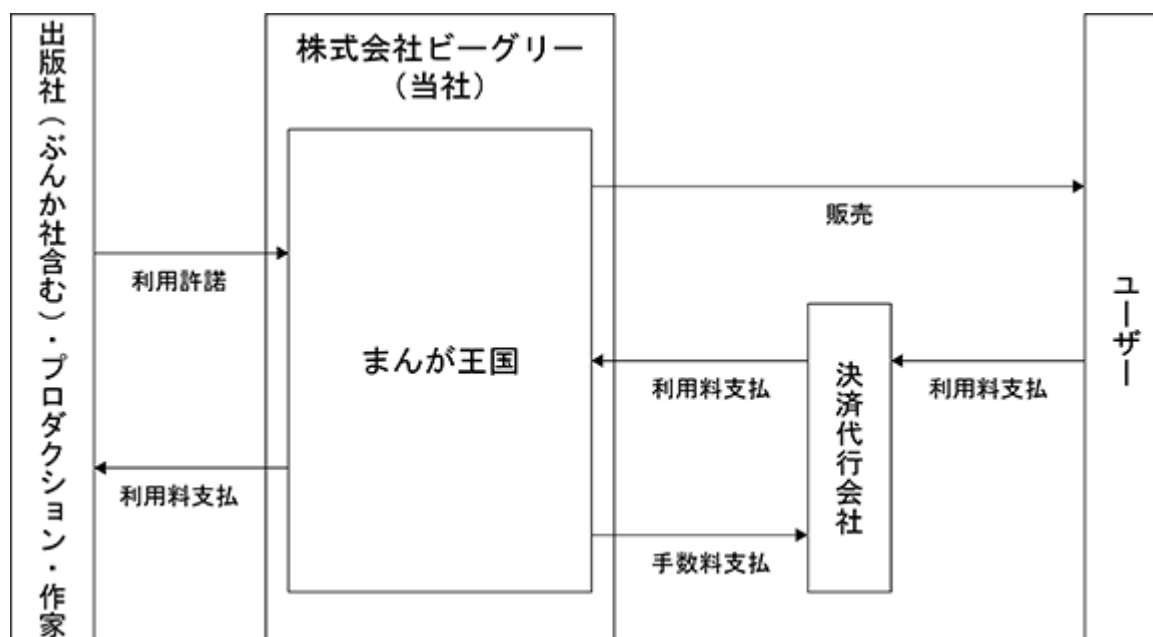 出版社（ぶんか社含む）・プロダクション・作家
株式会社ビーグリー
（当社）
まんが王国
利用許諾
利用料支払
販売
利用料支払
手数料支払
決済代行会社
利用料支払
ユーザー